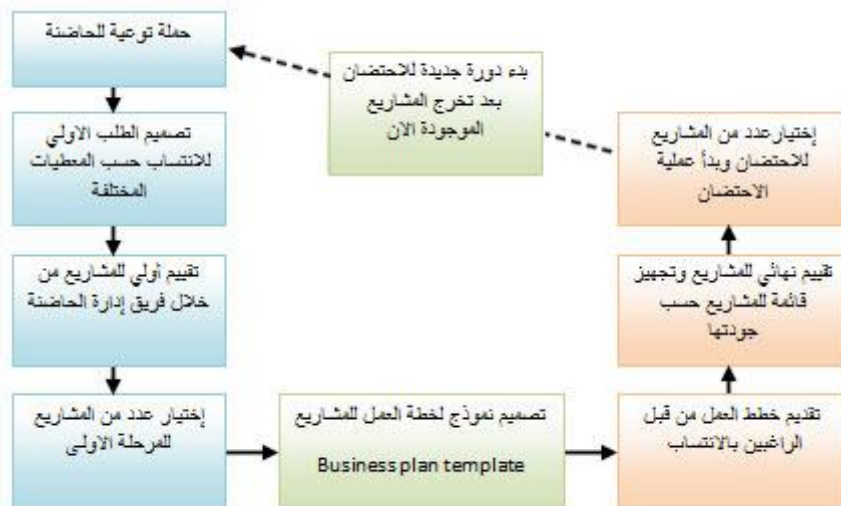 حملة توعية للحاضنة
تصميم الطلب الاولي
للانتساب حسب المعطيات
المختلفة
تقييم أولي للمشاريع من
خلال فريق إدارة الحاضنة
إختيار عدد من المشاريع
للمرحلة الاولى
تصميم نموذج لخطة العمل للمشاريع
Business plan template
تقديم خطط العمل من قبل
الراغبين بالانتساب
تقييم نهائي للمشاريع وتجهيز
قائمة للمشاريع حسب
جودتها
إختيار عدد من المشاريع
للاحتضان وبدأ عملية
الاحتضان
بدء دورة جديدة للاحتضان
بعد تخرج المشاريع
الموجودة الان